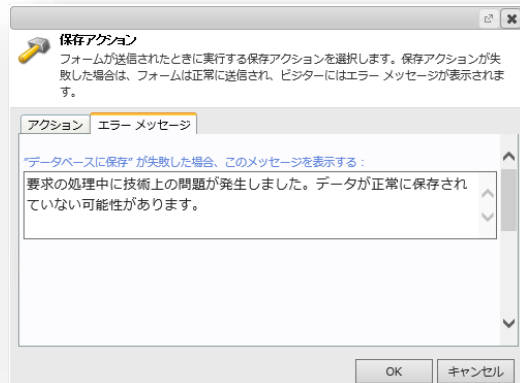 保存アクション
フォームが送信されたときに実行する保存アクションを選択します。保存アクションが失
敗した場合は、フォームは正常に送信され、ビジターにはエラー メッセージが表示されま
す。
アクション
エラー メッセージ
"データベースに保存" が失敗した場合、このメッセージを表示する :
要求の処理中に技術上の問題が発生しました。データが正常に保存され
ていない可能性があります。
OK
キャンセル